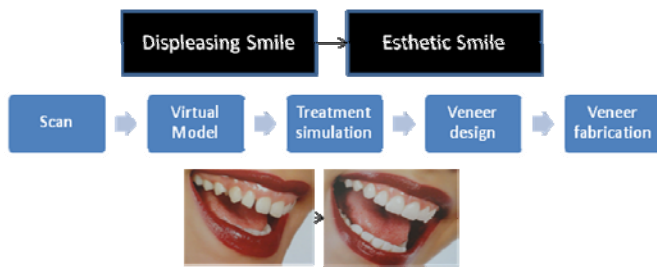 Displeasing Smile
Esthetic Smile
Scan
Virtual
Model
Treatment
simulation
Veneer
design
Veneer
fabrication